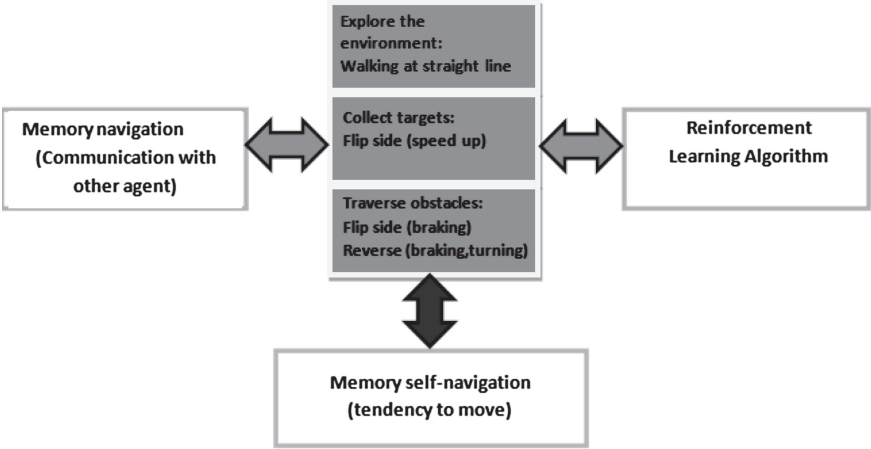 Explore the
environment:
Walking at straight line
Memory navigation
(Communication with
other agent)
Collect targets:
Flip side (speed up)
Reinforcement
Learning Algorithm
Traverse obstacles:
Flip side (braking)
Reverse (braking,turning)
Memory self-navigation
(tendency to move)